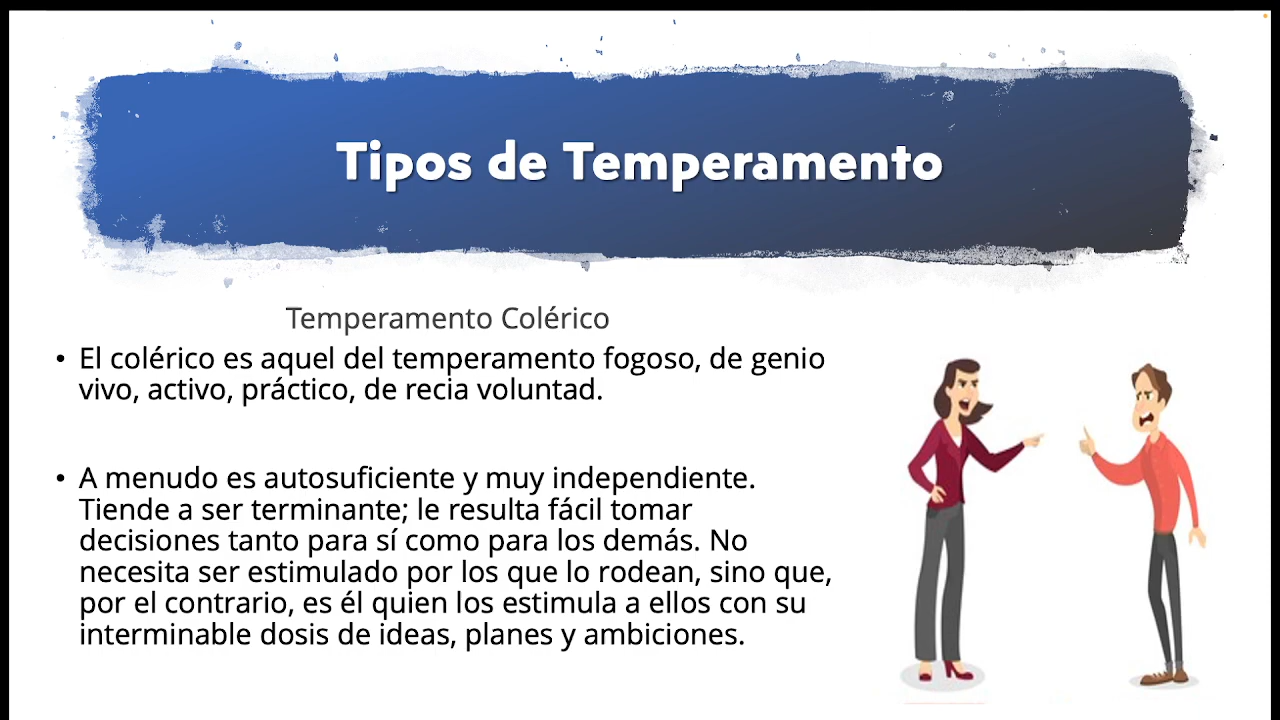 Tipos de Temperamento
Temperamento Colérico
• El colérico es aquel del temperamento fogoso, de genio
vivo, activo, práctico, de recia voluntad.
• A menudo es autosuficiente y muy independiente.
Tiende a ser terminante; le resulta fácil tomar
decisiones tanto para sí como para los demás. No
necesita ser estimulado por los que lo rodean, sino que,
por el contrario, es él quien los estimula a ellos con su
interminable dosis de ideas, planes y ambiciones.